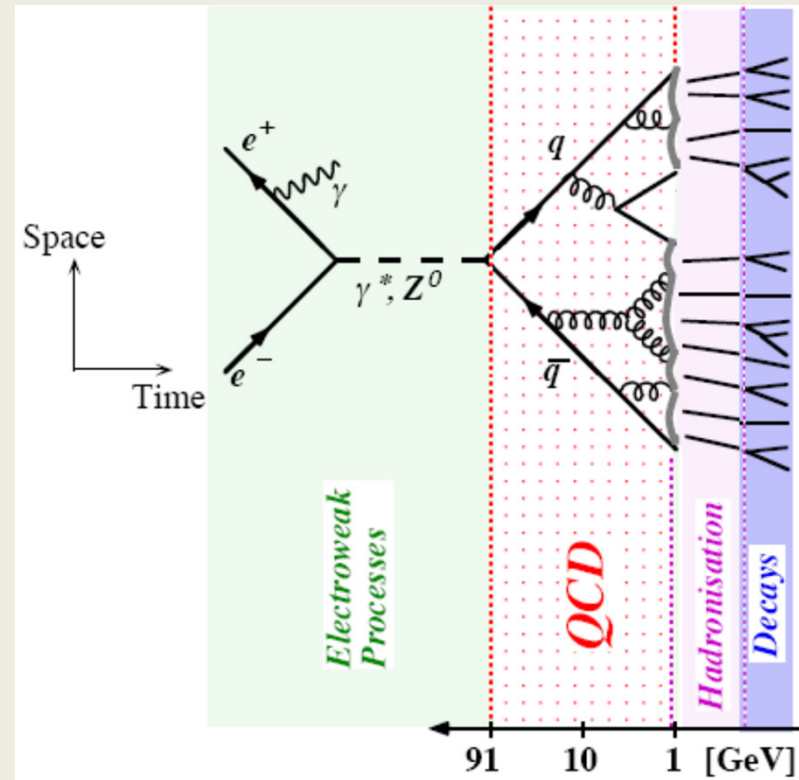 e⁺
γ
q
Space
γ*, Z⁰
q̅
e⁻
Time
Electroweak
Processes
QCD
Hadronisation
Decays
91 10 1 [GeV]